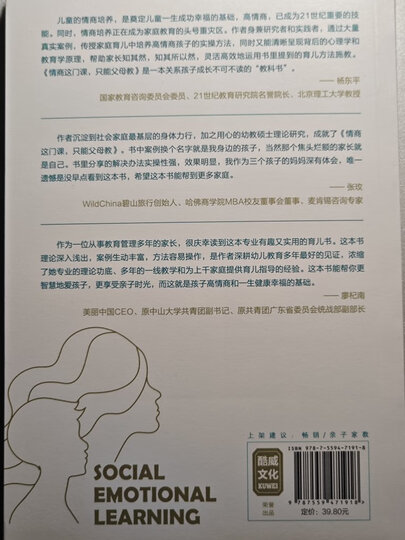 儿童的情商培养，是奠定儿童一生成功幸福的基础，高情商，已成为21世纪重要的技
能。同时，情商培养正在成为家庭教育的头号重灾区。作者身兼研究者和实践者，通过大量
真实案例，传授家庭育儿中培养高情商孩子的实操方法，同时又能清晰呈现背后的心理学和
教育学原理，帮助家长知其然，知其所以然，灵活高效地运用书里提到的育儿方法施教。
《情商这门课，只能父母教》是一本关系孩子成长不可不读的“教科书”。
—— 杨东平
国家教育咨询委员会委员、21世纪教育研究院名誉院长、北京理工大学教授
作者沉淀到社会家庭最基层的身体力行，加之用心的幼教硕士理论研究，成就了《情商
这门课，只能父母教》。书中案例换个名字就是我身边的孩子，当然那个焦头烂额的家长就
是自己。书里分享的解决办法实操性强，效果明显，我作为三个孩子的妈妈深有体会，唯一
遗憾是没早点看到这本书，希望这本书能帮到更多家庭。
—— 张玫
WildChina碧山旅行创始人、哈佛商学院MBA校友董事会董事、麦肯锡咨询专家
作为一位从事教育管理多年的家长，很庆幸读到这本专业有趣又实用的育儿书。这本书
理论深入浅出，案例生动丰富，方法容易操作，是作者深耕幼儿教育多年最好的见证，浓缩
了她专业的理论功底、多年的一线教学和为上千家庭提供育儿指导的经验。这本书能帮你更
智慧地爱孩子，更享受亲子时光，而这就是孩子高情商和一生健康幸福的基础。
—— 廖杞南
美丽中国CEO、原中山大学共青团副书记、原共青团广东省委员会统战部副部长
上架建议：畅销/亲子家教
ISBN 978-7-5594-7191-8
9 787559 471918
定价：39.80元
酷威
文化
KUWEI
荣誉
出品
SOCIAL
EMOTIONAL
LEARNING